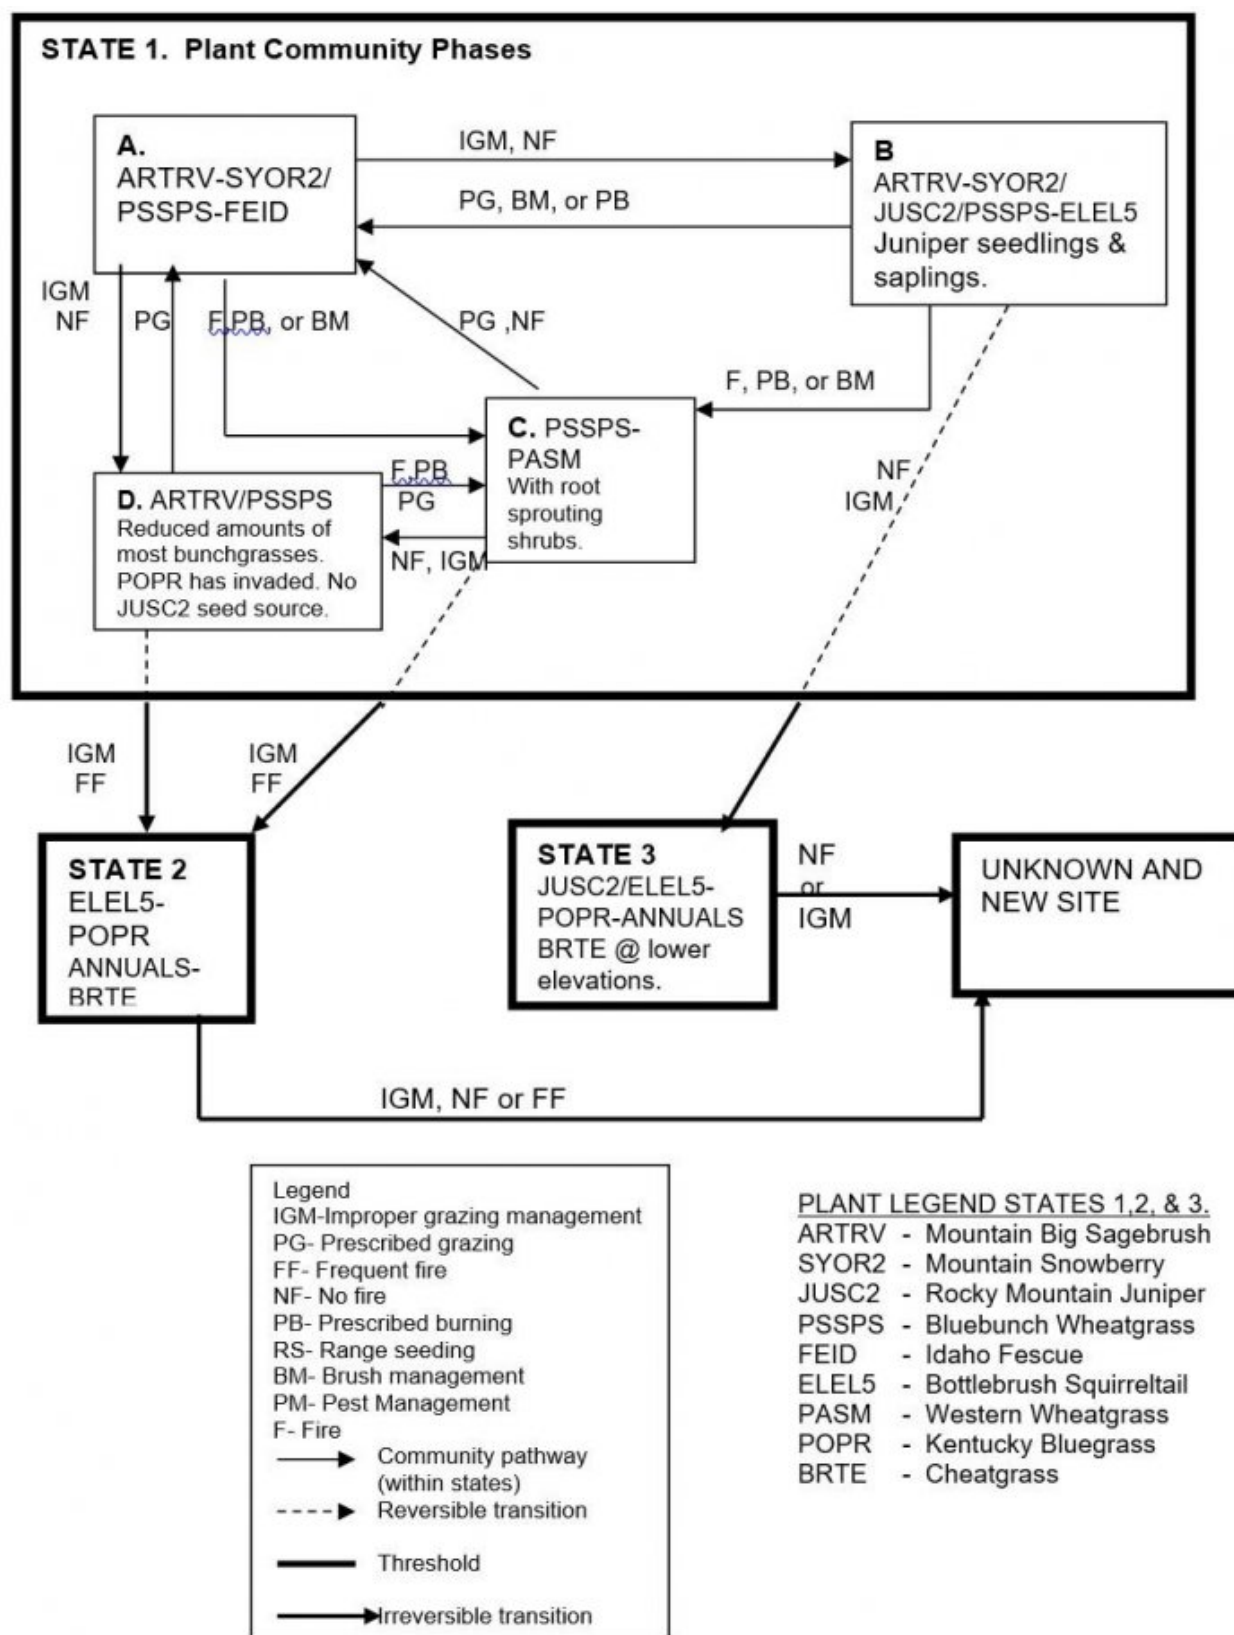 STATE 1. Plant Community Phases
A.
ARTRV-SYOR2/
PSSPS-FEID
IGM, NF
PG, BM, or PB
B
ARTRV-SYOR2/
JUSC2/PSSPS-ELEL5
Juniper seedlings &
saplings.
IGM
NF
PG
F,PB, or BM
PG ,NF
F, PB, or BM
C. PSSPS-
PASM
With root
sprouting
shrubs.
F,PB
PG
NF, IGM
NF
IGM
D. ARTRV/PSSPS
Reduced amounts of
most bunchgrasses.
POPR has invaded. No
JUSC2 seed source.
IGM
FF
IGM
FF
STATE 2
ELEL5-
POPR
ANNUALS-
BRTE
STATE 3
JUSC2/ELEL5-
POPR-ANNUALS
BRTE @ lower
elevations.
NF
or
IGM
UNKNOWN AND
NEW SITE
IGM, NF or FF
Legend
IGM-Improper grazing management
PG- Prescribed grazing
FF- Frequent fire
NF- No fire
PB- Prescribed burning
RS- Range seeding
BM- Brush management
PM- Pest Management
F- Fire
Community pathway
(within states)
Reversible transition
Threshold
Irreversible transition
PLANT LEGEND STATES 1,2, & 3.
ARTRV - Mountain Big Sagebrush
SYOR2 - Mountain Snowberry
JUSC2 - Rocky Mountain Juniper
PSSPS - Bluebunch Wheatgrass
FEID - Idaho Fescue
ELEL5 - Bottlebrush Squirreltail
PASM - Western Wheatgrass
POPR - Kentucky Bluegrass
BRTE - Cheatgrass